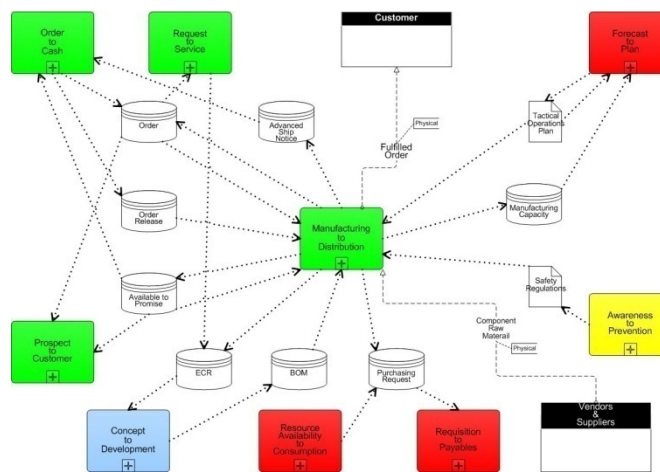 Order
to
Cash
Request
to
Service
Customer
Forecast
to
Plan
Order
Advanced
Ship
Notice
Physical
Tactical
Operations
Plan
Fulfilled
Order
Order
Release
Manufacturing
to
Distribution
Manufacturing
Capacity
Available to
Promise
Safety
Regulations
Prospect
to
Customer
Component
Raw
Materail
Physical
Awareness
to
Prevention
ECR
BOM
Purchasing
Request
Concept
to
Development
Resource
Availability to
Consumption
Requisition
to
Payables
Vendors
&
Suppliers